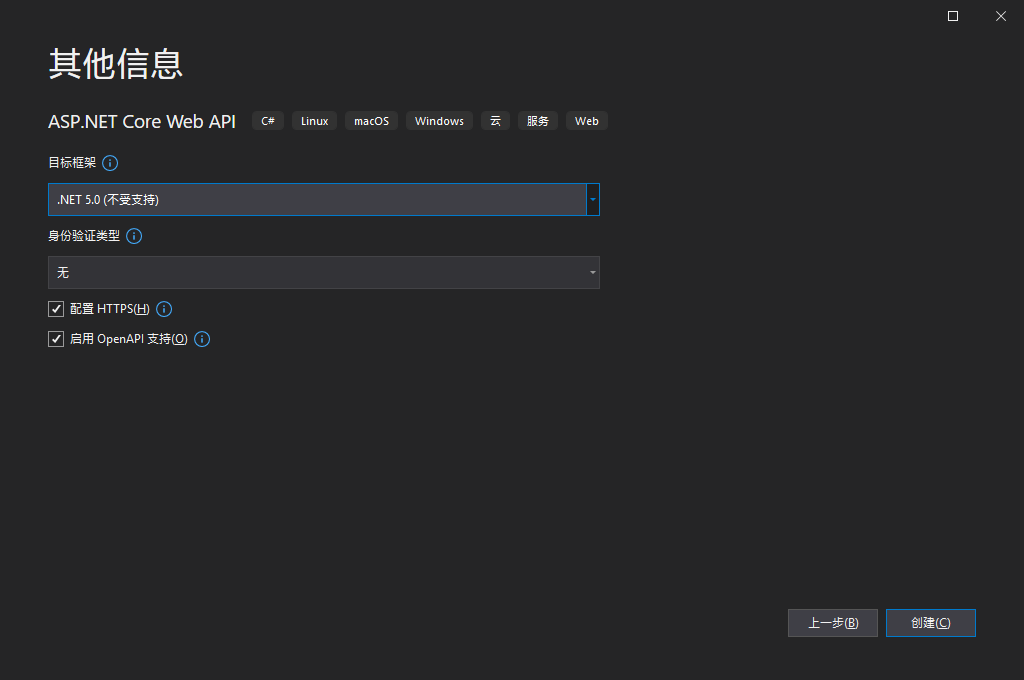 其他信息
ASP.NET Core Web API C# Linux macOS Windows 云 服务 Web
目标框架
.NET 5.0 (不受支持)
身份验证类型
无
配置 HTTPS(H)
启用 OpenAPI 支持(O)
上一步(B) 创建(C)